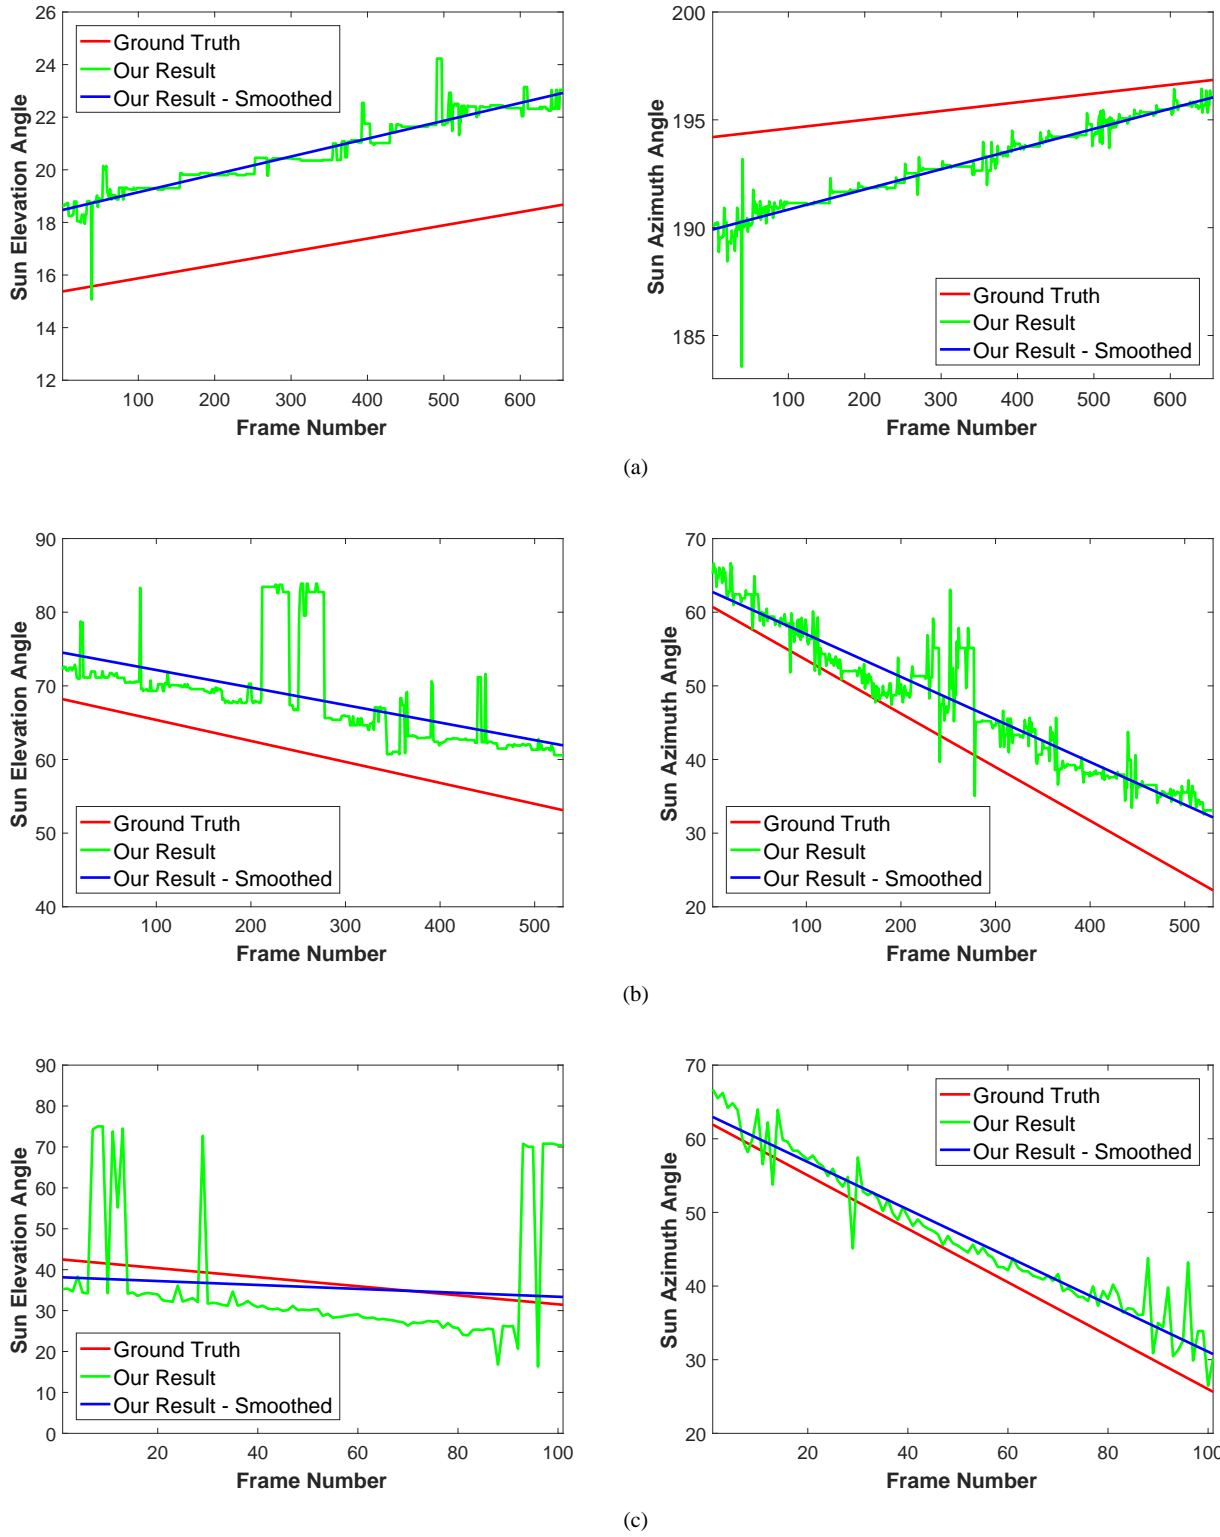 26
24
22
20
18
16
14
12
Sun Elevation Angle
Ground Truth
Our Result
Our Result - Smoothed
100 200 300 400 500 600
Frame Number
200
195
190
185
Sun Azimuth Angle
Ground Truth
Our Result
Our Result - Smoothed
100 200 300 400 500 600
Frame Number
(a)
90
80
70
60
50
40
Sun Elevation Angle
Ground Truth
Our Result
Our Result - Smoothed
100 200 300 400 500
Frame Number
70
60
50
40
30
20
Sun Azimuth Angle
Ground Truth
Our Result
Our Result - Smoothed
100 200 300 400 500
Frame Number
(b)
90
80
70
60
50
40
30
20
10
0
Sun Elevation Angle
Ground Truth
Our Result
Our Result - Smoothed
20 40 60 80 100
Frame Number
70
60
50
40
30
20
Sun Azimuth Angle
Ground Truth
Our Result
Our Result - Smoothed
20 40 60 80 100
Frame Number
(c)